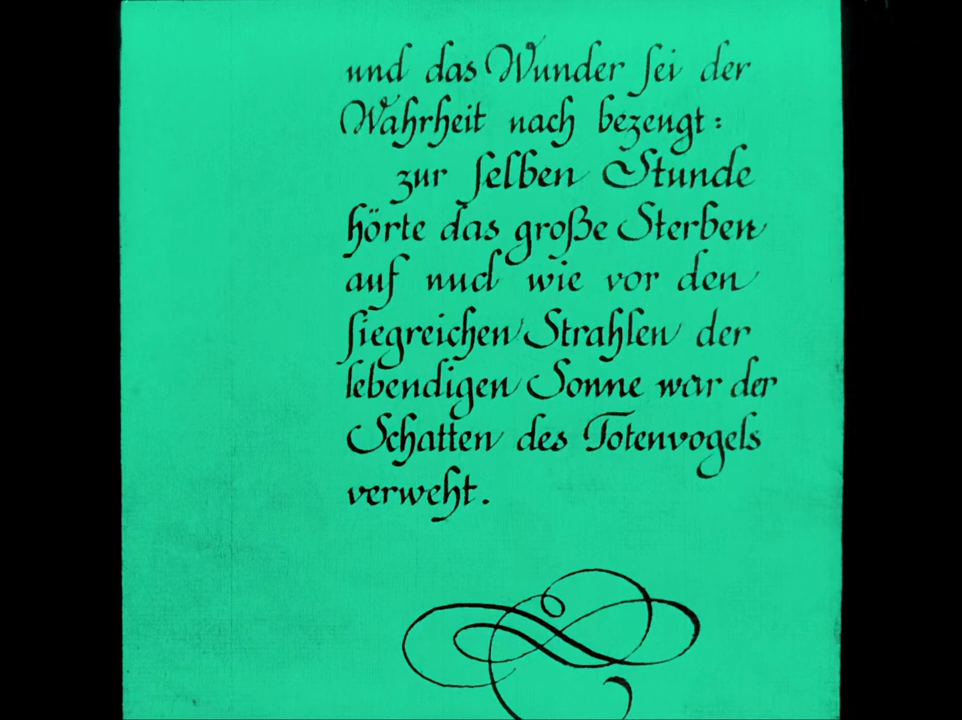 und das Wunder sei der
Wahrheit nach bezeugt:
zur selben Stunde
hörte das große Sterben
auf und wie vor den
siegreichen Strahlen der
lebendigen Sonne war der
Schatten des Totenvogels
verweht.